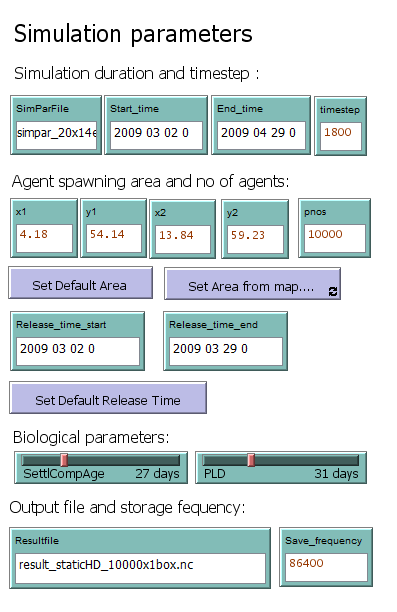 Simulation parameters
Simulation duration and timestep :
SimParFile Start_time End_time timestep
simpar_20x14e 2009 03 02 0 2009 04 29 0 1800
Agent spawning area and no of agents:
x1 y1 x2 y2 pnos
4.18 54.14 13.84 59.23 10000
Set Default Area Set Area from map....
Release_time_start Release_time_end
2009 03 02 0 2009 03 29 0
Set Default Release Time
Biological parameters:
SettlCompAge 27 days PLD 31 days
Output file and storage fequency:
Resultfile Save_frequency
result_staticHD_10000x1box.nc 86400